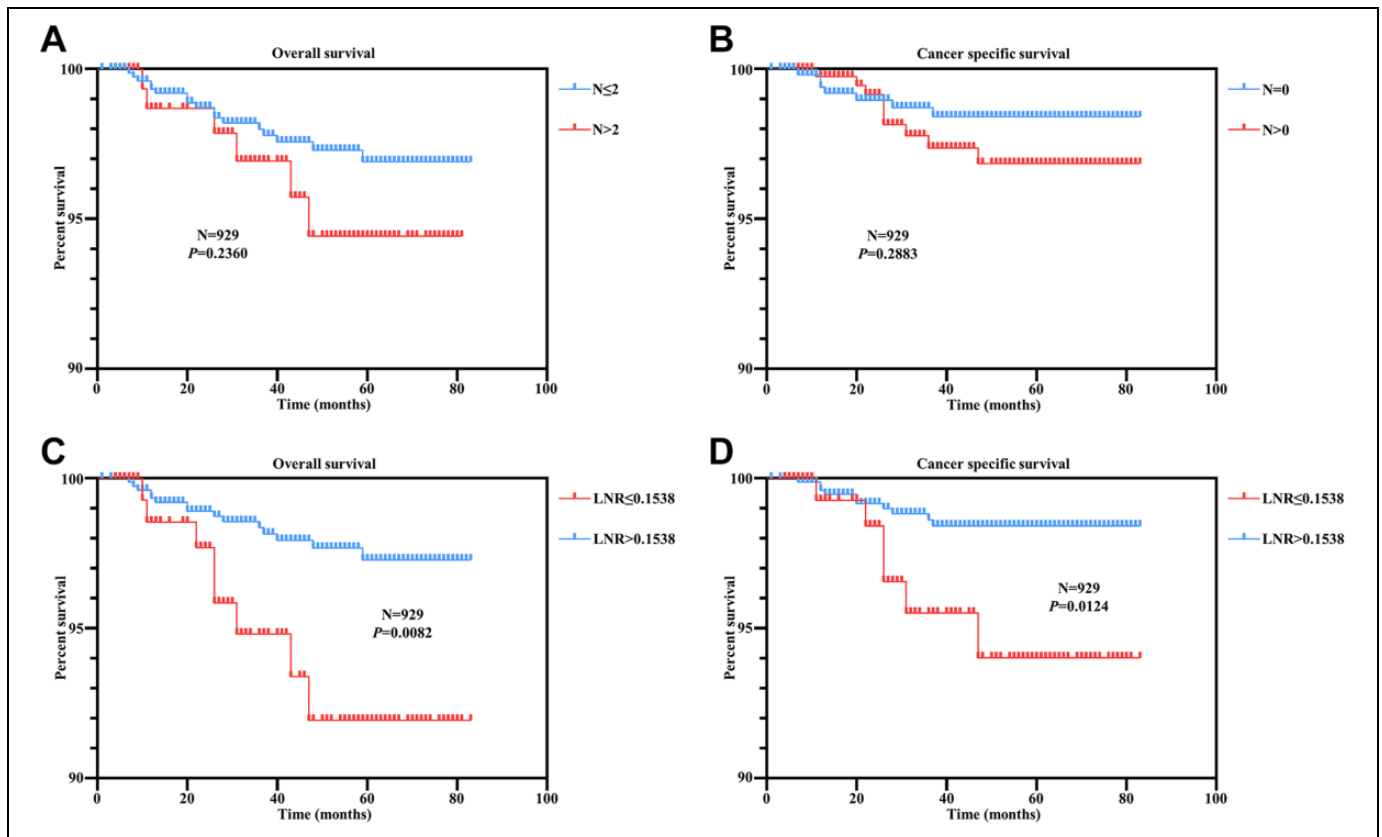 A
Overall survival
100
95
90
Percent survival
N≤2
N>2
N=929
P=0.2360
0 20 40 60 80 100
Time (months)
B
Cancer specific survival
100
95
90
Percent survival
N=0
N>0
N=929
P=0.2883
0 20 40 60 80 100
Time (months)
C
Overall survival
100
95
90
Percent survival
LNR≤0.1538
LNR>0.1538
N=929
P=0.0082
0 20 40 60 80 100
Time (months)
D
Cancer specific survival
100
95
90
Percent survival
LNR≤0.1538
LNR>0.1538
N=929
P=0.0124
0 20 40 60 80 100
Time (months)